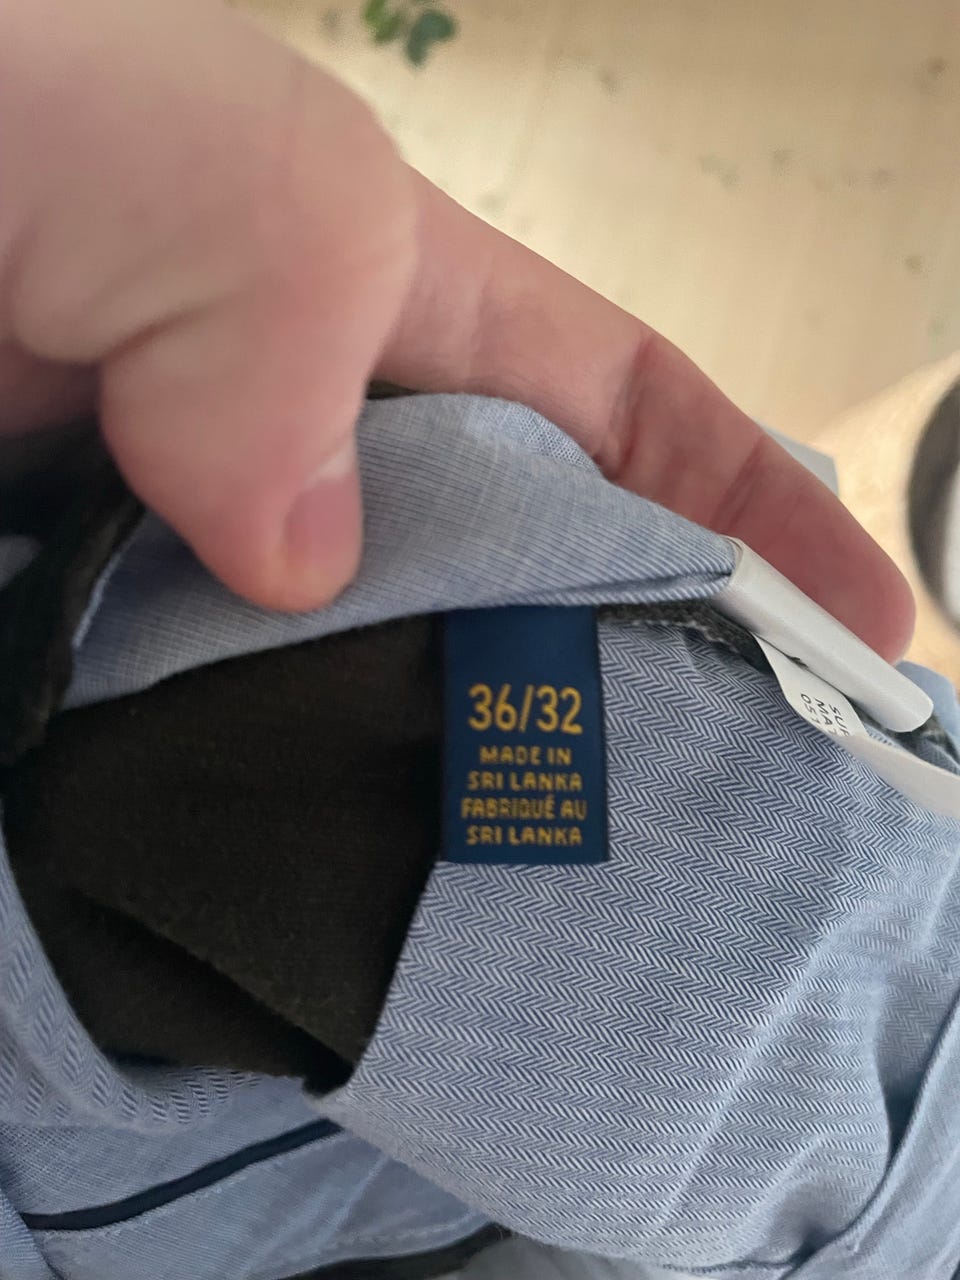 36/32
MADE IN
SRI LANKA
FABRIQUÉ AU
SRI LANKA